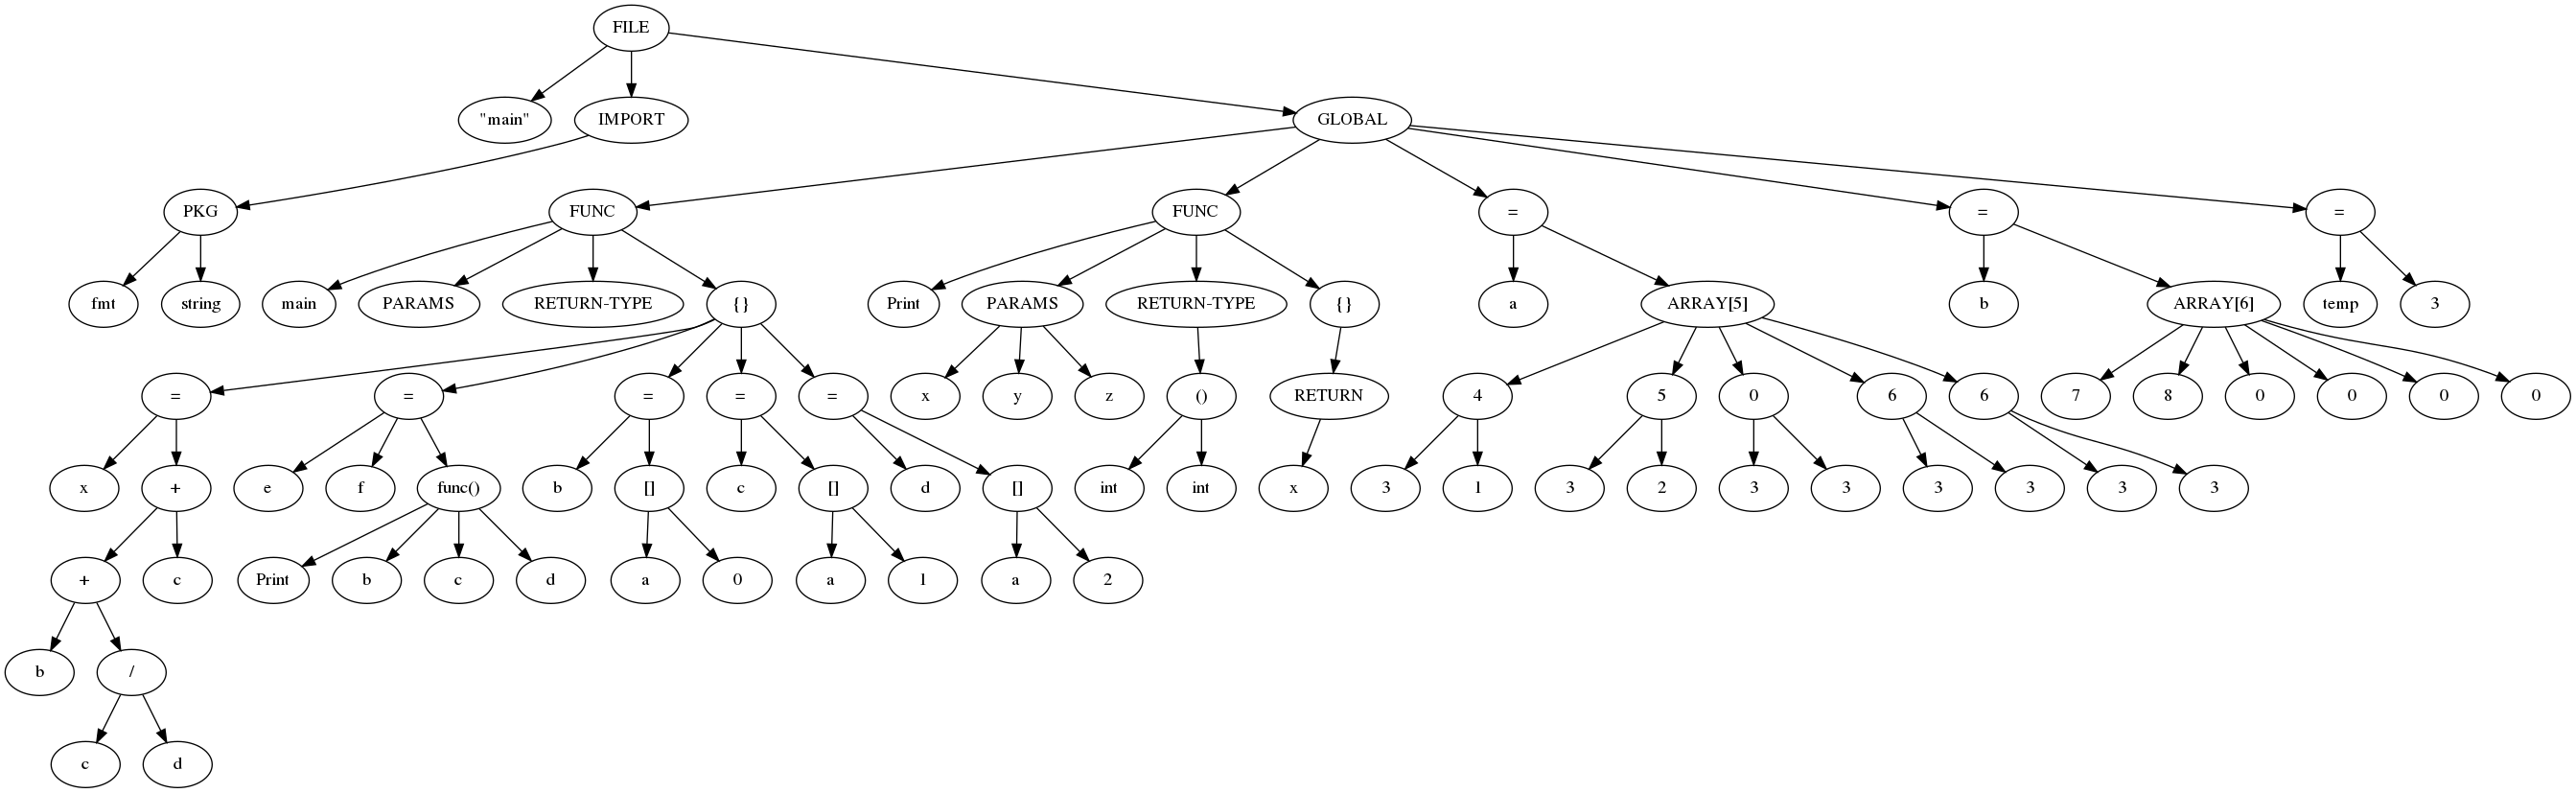 FILE
"main" IMPORT GLOBAL
PKG FUNC FUNC = = =
fmt string main PARAMS RETURN-TYPE {} Print PARAMS RETURN-TYPE {} a ARRAY[5] b ARRAY[6] temp 3
= = = = = x y z () RETURN 4 5 0 6 6 7 8 0 0 0 0
x + e f func() b [] c [] d [] int int x 3 1 3 2 3 3 3 3 3 3
+ c Print b c d a 0 a 1 a 2
b /
c d